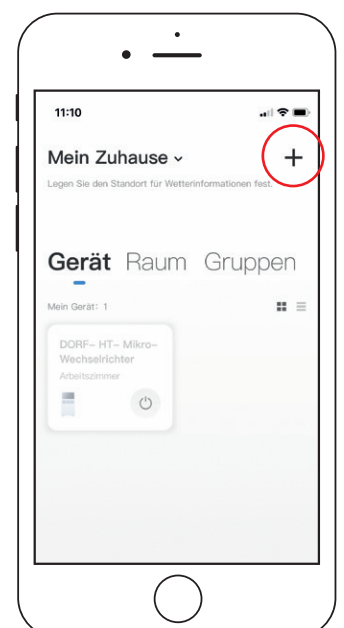 11:10
Mein Zuhause
Legen Sie den Standort für Wetterinformationen fest.
Gerät Raum Gruppen
Mein Gerät: 1
DORF- HT- Mikro-
Wechselrichter
Arbeitszimmer